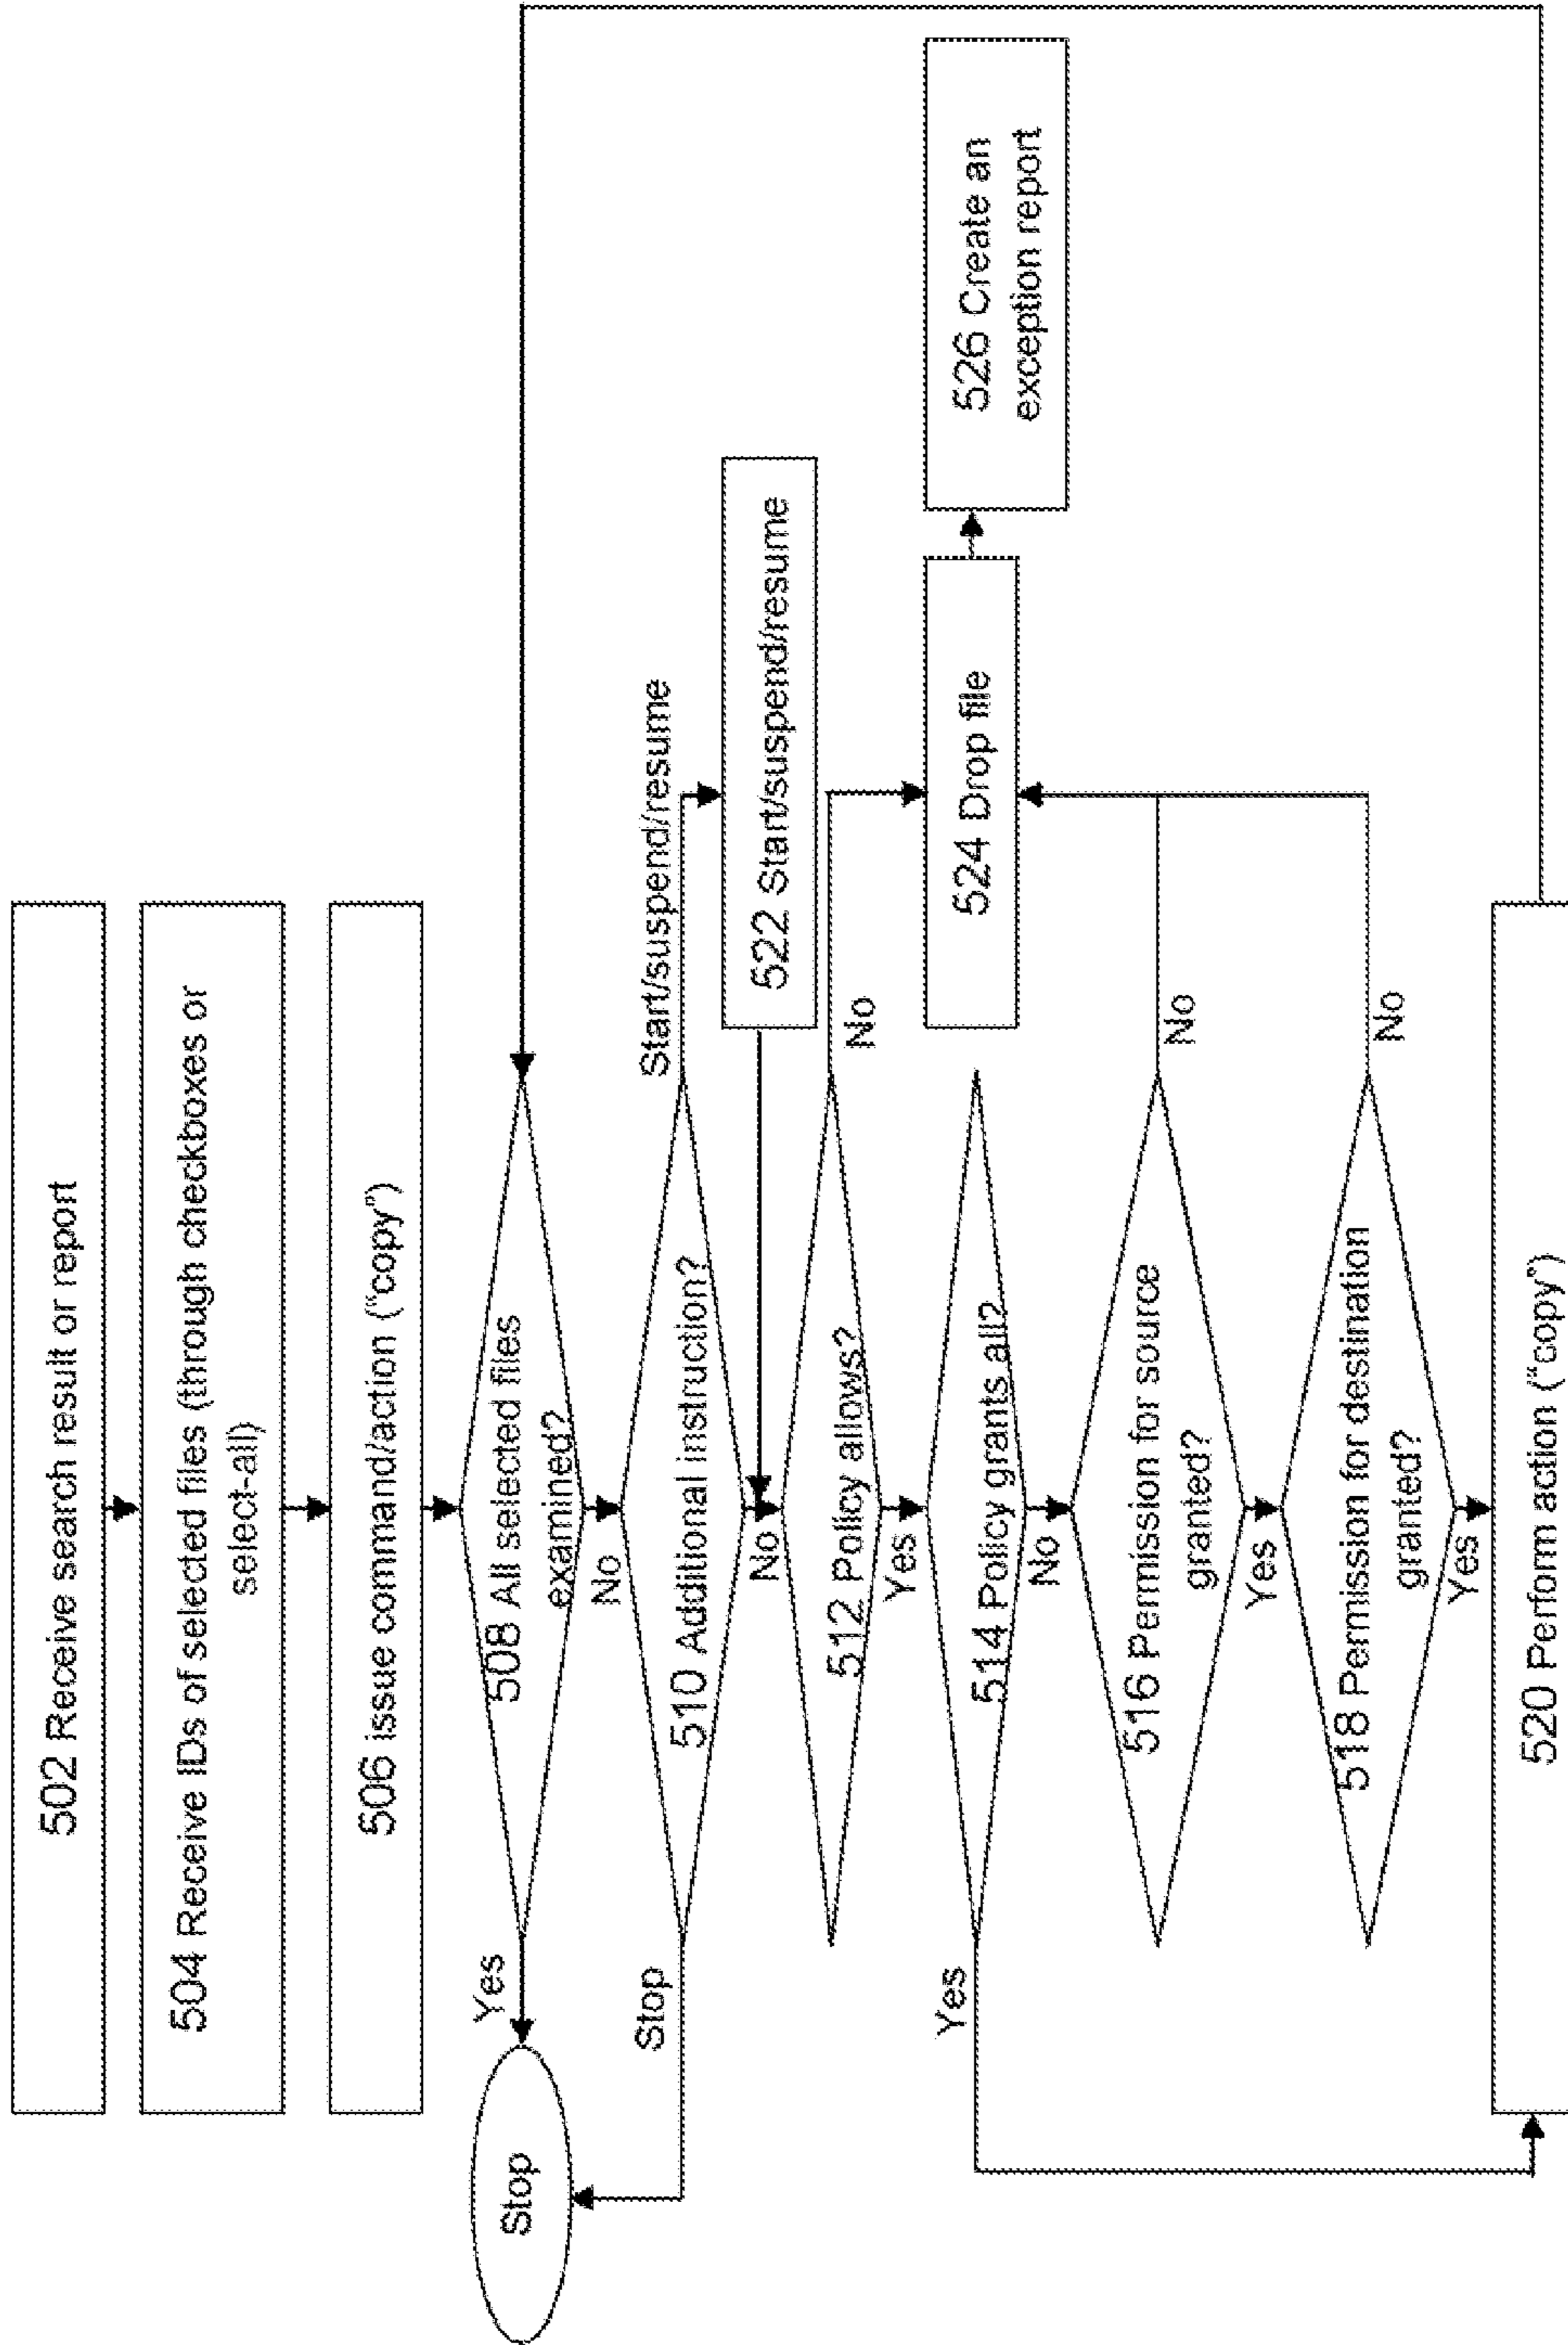 502 Receive search result or report
504 Receive IDs of selected files (through checkboxes or
select-all)
506 issue command/action ("copy")
508 All selected files
examined?
Yes
Stop
No
510 Additional instruction?
Stop
Start/suspend/resume
522 Start/suspend/resume
No
512 Policy allows?
No
Yes
514 Policy grants all?
Yes
No
524 Drop file
526 Create an
exception report
516 Permission for source
granted?
No
Yes
518 Permission for destination
granted?
No
Yes
520 Perform action ("copy")